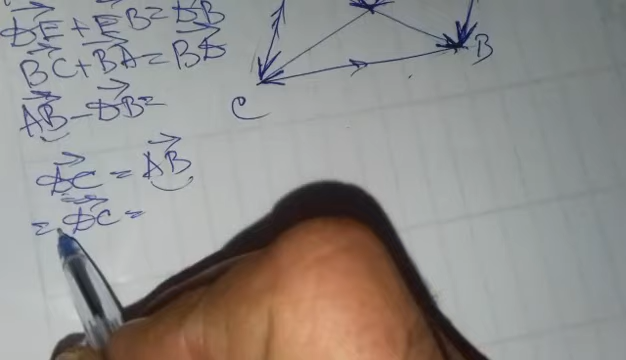 DE + EB = DB
BC + BA = BD
AB - DB =
DC = AB
= DC =
C
B